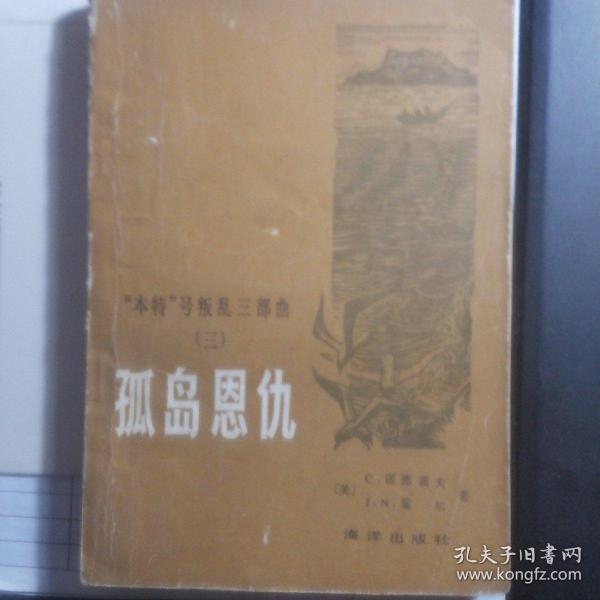 “本特”号叛乱三部曲
(三)
孤岛恩仇
[美] C·诺德霍夫
J·N·霍尔 著
海洋出版社
孔夫子旧书网
www.kongfz.com